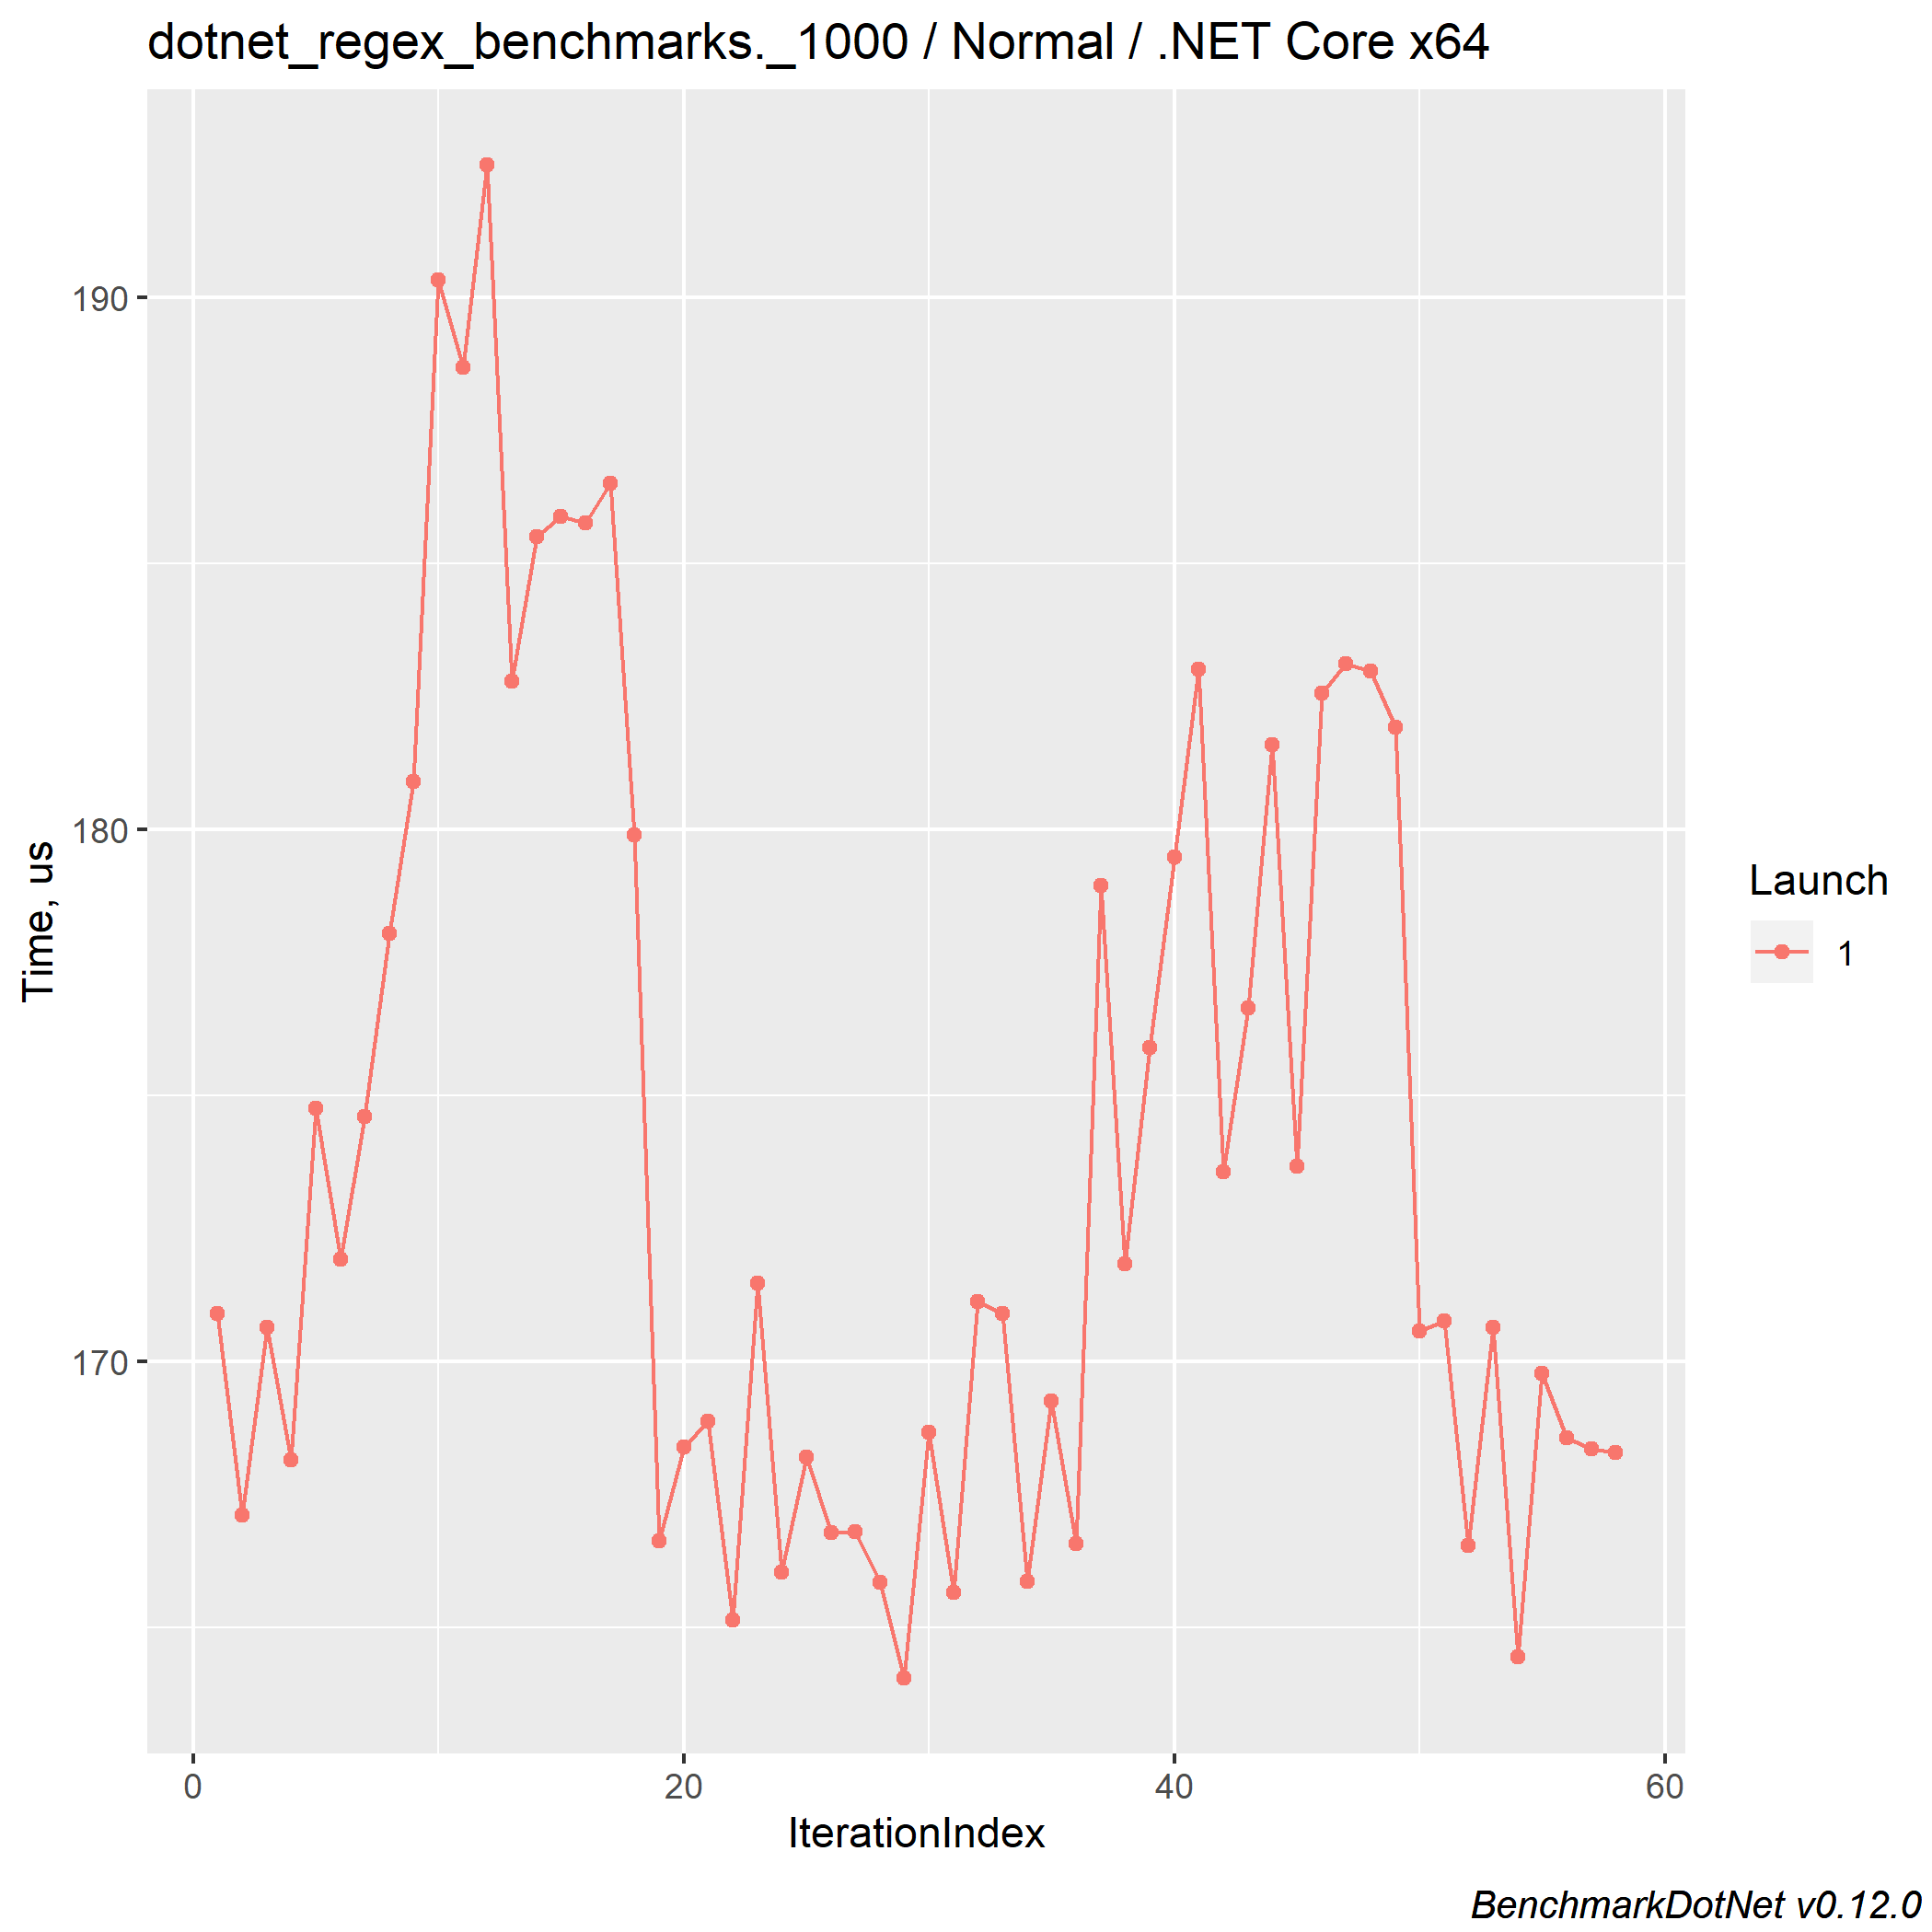 dotnet_regex_benchmarks._1000 / Normal / .NET Core x64
190
180
170
Time, us
0 20 40 60
IterationIndex
Launch
1
BenchmarkDotNet v0.12.0